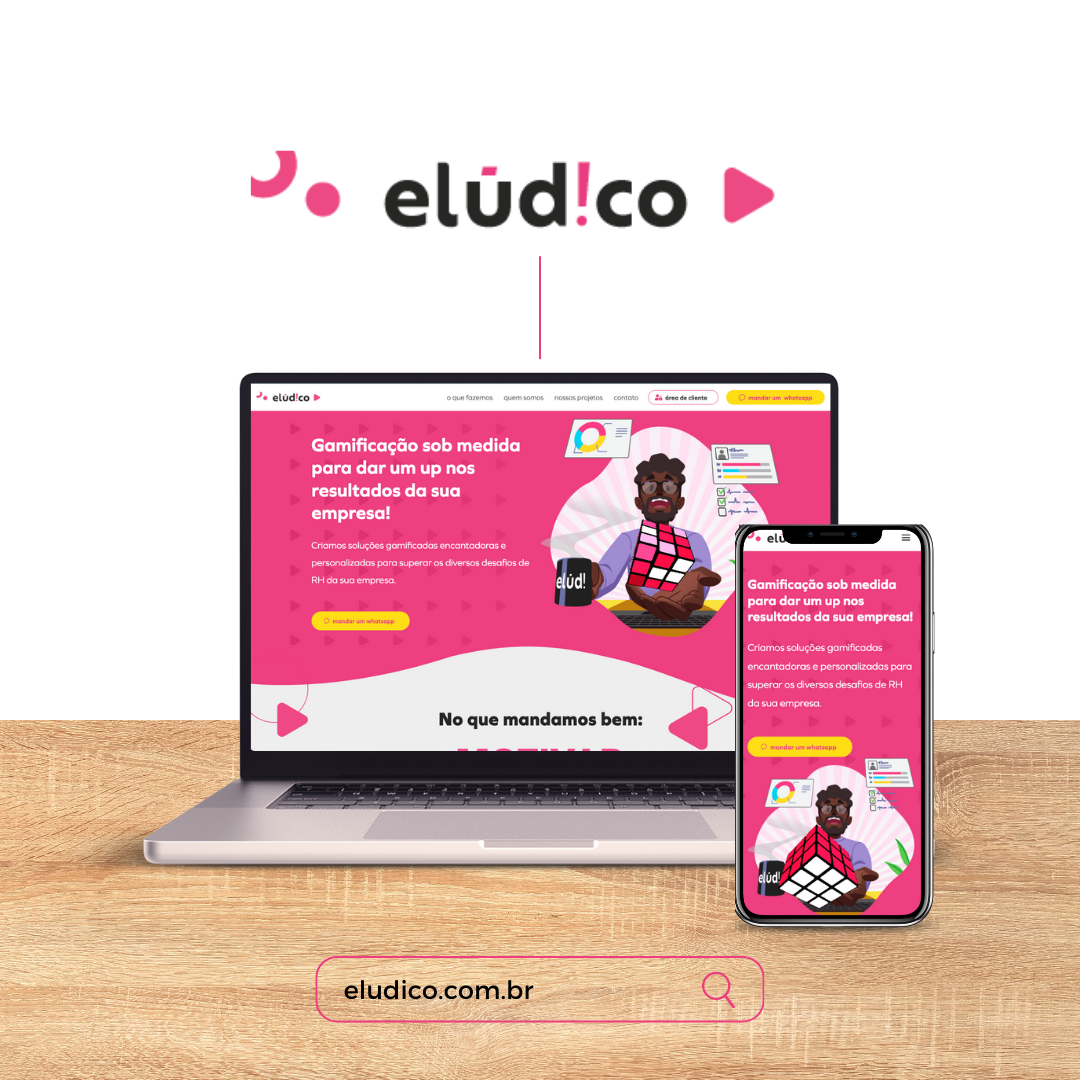 elúd!co
elúd!co
o que fazemos quem somos nossos projetos contato área de cliente mandar um whatsapp
Gamificação sob medida
para dar um up nos
resultados da sua
empresa!
Criamos soluções gamificadas encantadoras e
personalizadas para superar os diversos desafios de
RH da sua empresa.
mandar um whatsapp
elúd!
No que mandamos bem:
MOTIVAR
elú
Gamificação sob medida
para dar um up nos
resultados da sua empresa!
Criamos soluções gamificadas
encantadoras e personalizadas para
superar os diversos desafios de RH
da sua empresa.
mandar um whatsapp
elúd!
eludico.com.br